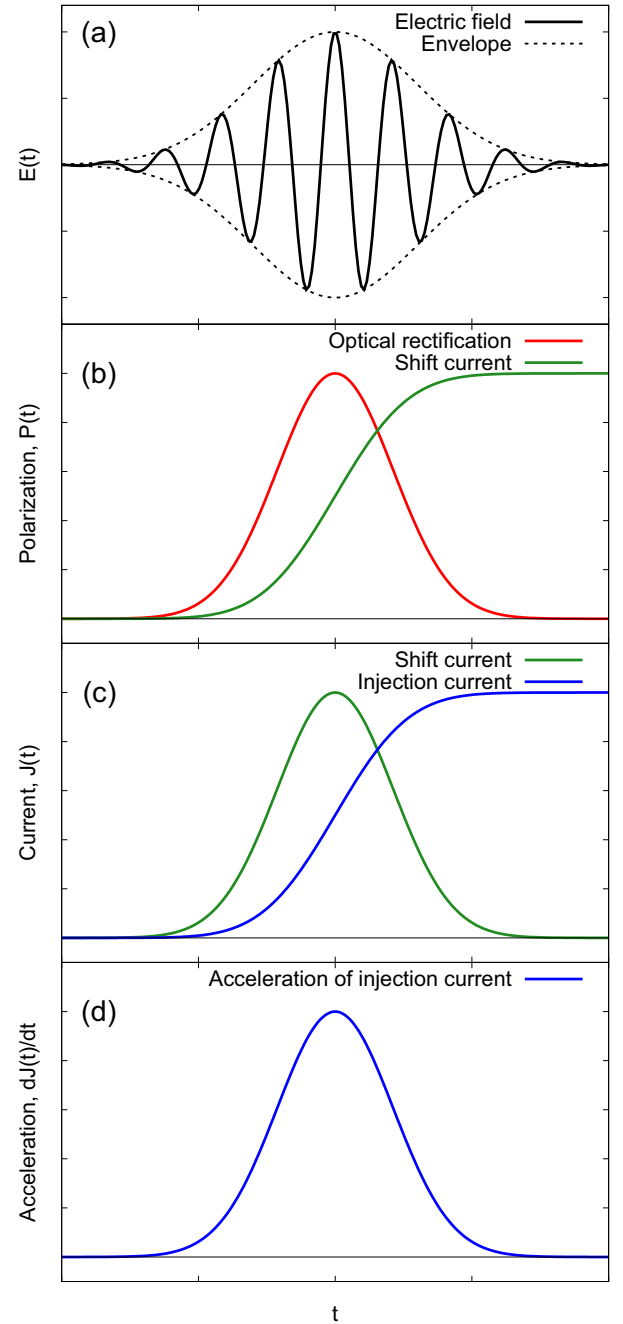 (a)
Electric field
Envelope
E(t)
(b)
Optical rectification
Shift current
Polarization, P(t)
(c)
Shift current
Injection current
Current, J(t)
(d)
Acceleration of injection current
Acceleration, dJ(t)/dt
t